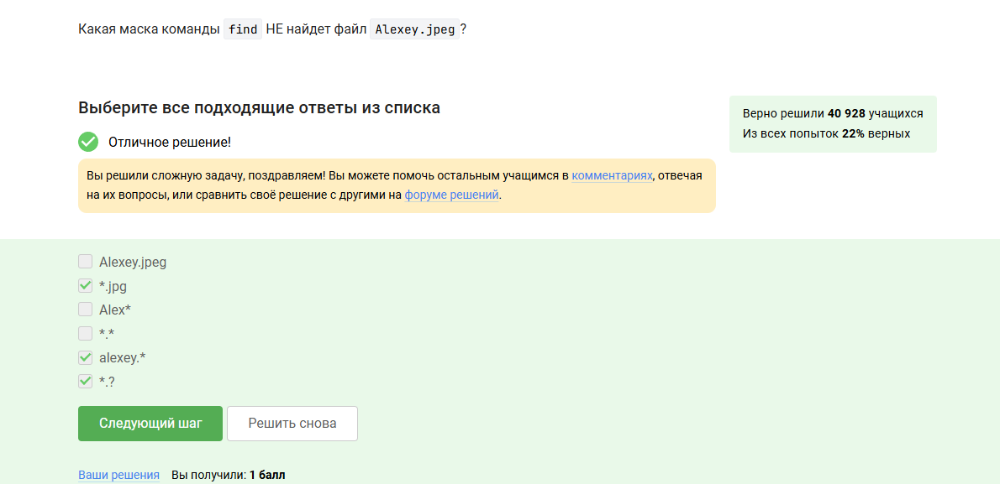 Какая маска команды find НЕ найдет файл Alexey.jpeg?
Выберите все подходящие ответы из списка
Отличное решение!
Вы решили сложную задачу, поздравляем! Вы можете помочь остальным учащимся в комментариях, отвечая
на их вопросы, или сравнить своё решение с другими на форуме решений.
Верно решили 40 928 учащихся
Из всех попыток 22% верных
Alexey.jpeg
*.jpg
Alex*
*.*
alexey.*
*.?
Следующий шаг
Решить снова
Ваши решения Вы получили: 1 балл